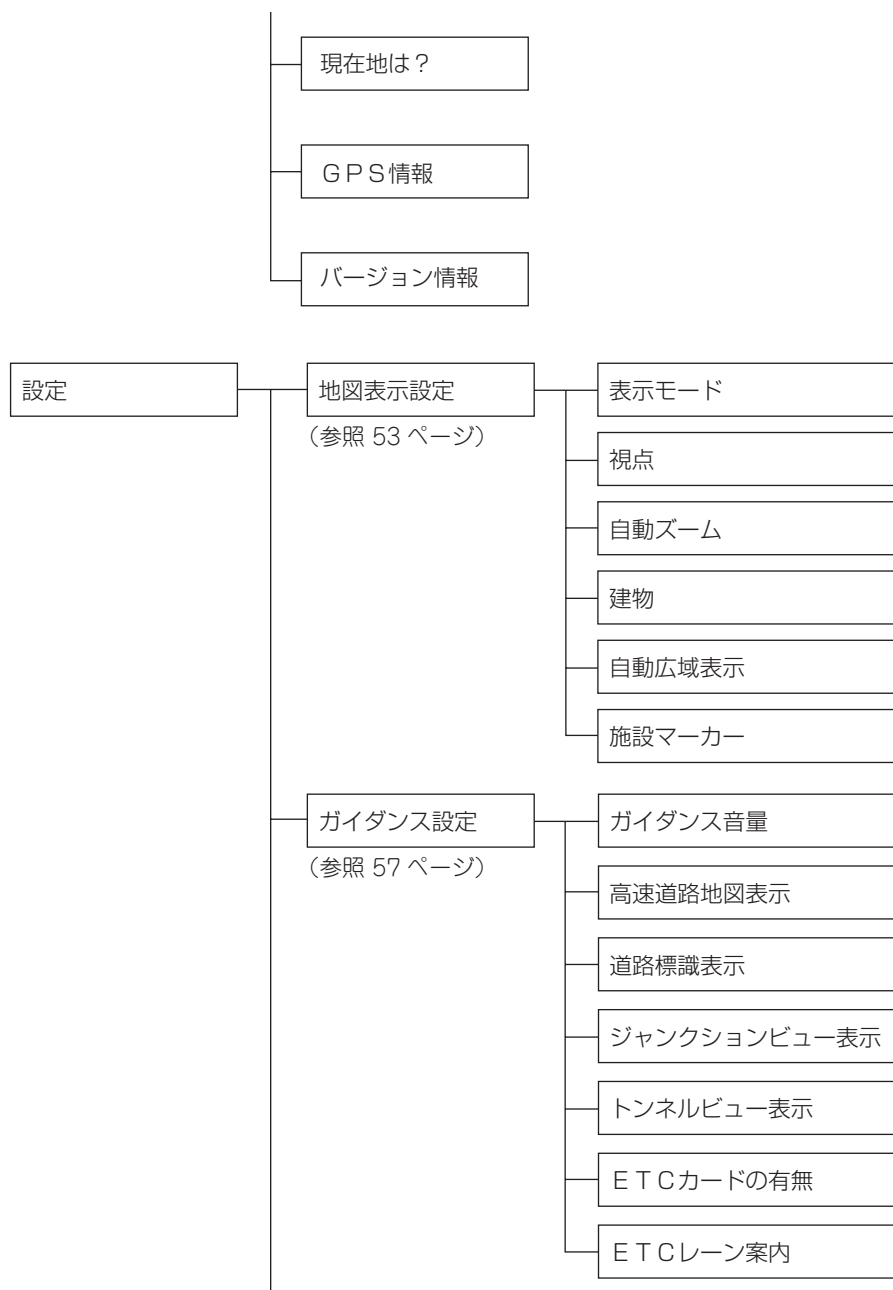 現在地は？
ＧＰＳ情報
バージョン情報
設定
地図表示設定
（参照 53 ページ）
表示モード
視点
自動ズーム
建物
自動広域表示
施設マーカー
ガイダンス設定
（参照 57 ページ）
ガイダンス音量
高速道路地図表示
道路標識表示
ジャンクションビュー表示
トンネルビュー表示
ＥＴＣカードの有無
ＥＴＣレーン案内